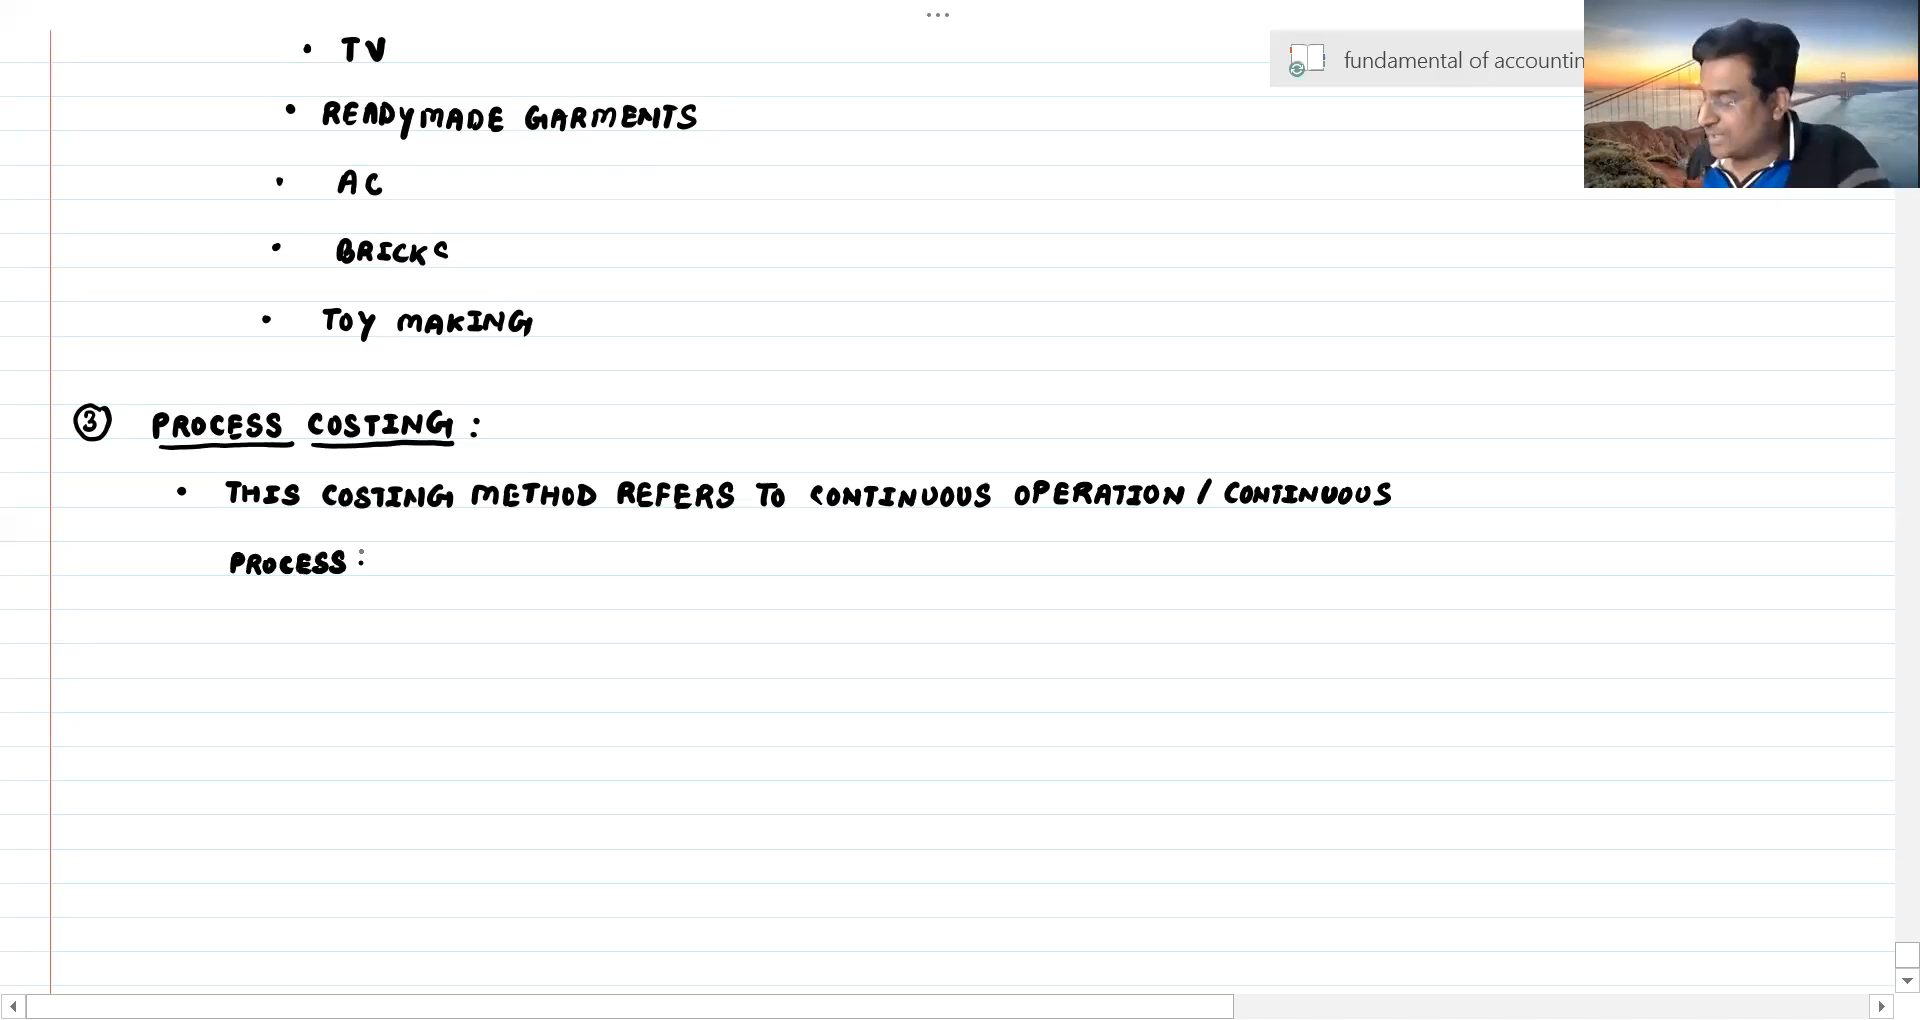 • TV
fundamental of accountin
• READYMADE GARMENTS
• AC
• BRICKS
• TOY MAKING
③ PROCESS COSTING :
• THIS COSTING METHOD REFERS TO CONTINUOUS OPERATION / CONTINUOUS
PROCESS :